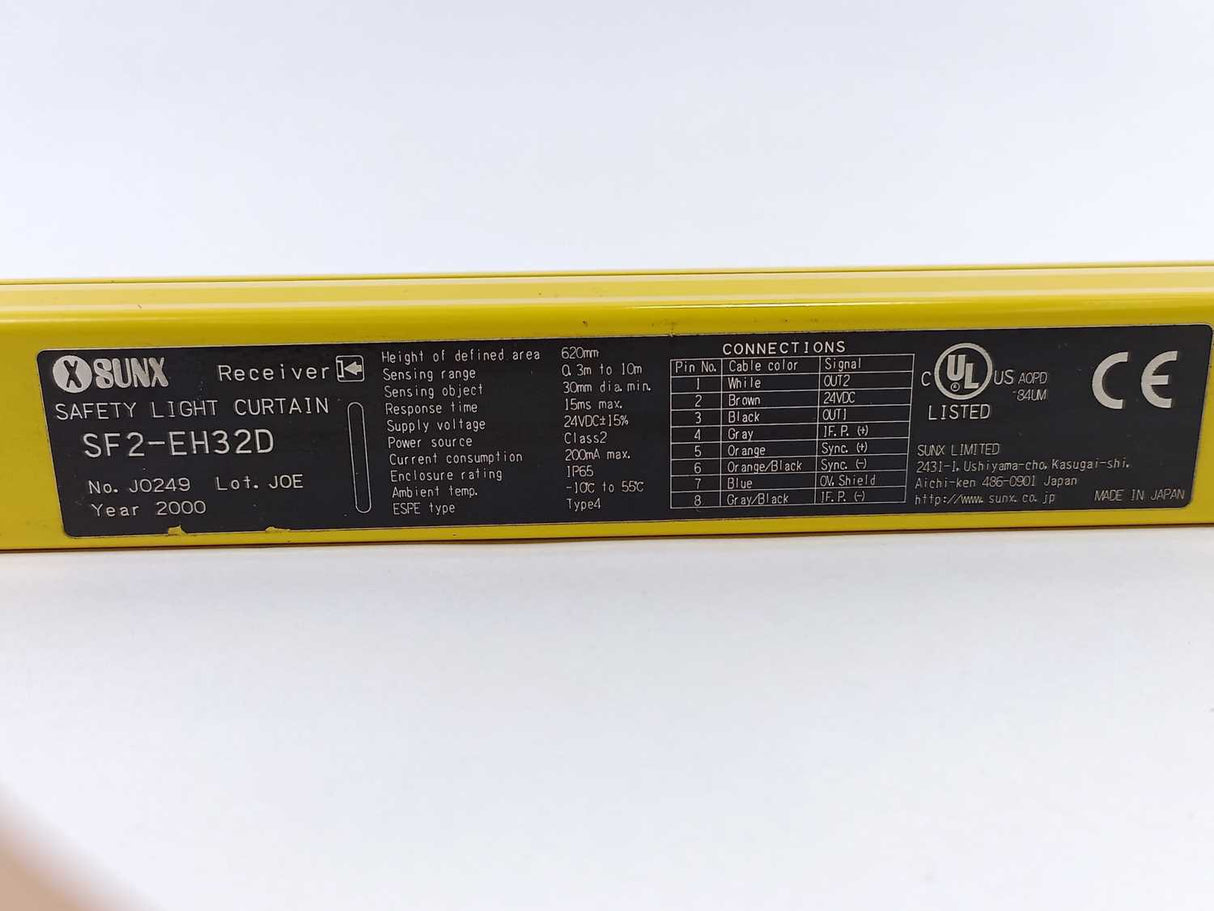 SUNX Receiver
SAFETY LIGHT CURTAIN
SF2-EH32D
No. J0249 Lot. JOE
Year 2000
Height of defined area 620mm
Sensing range 0.3m to 10m
Sensing object 30mm dia. min.
Response time 15ms max.
Supply voltage 24VDC±15%
Power source Class2
Current consumption 200mA max.
Enclosure rating IP65
Ambient temp. -10℃ to 55℃
ESPE type Type4
CONNECTIONS
Pin No. Cable color Signal
1 While OUT2
2 Brown 24VDC
3 Black OUT1
4 Gray IF. P. (+)
5 Orange Sync. (+)
6 Orange/Black Sync. (-)
7 Blue 0V, Shield
8 Gray/Black IF. P. (-)
C UL US AOPD
-84UM
LISTED
CE
SUNX LIMITED
2431-1, Ushiyama-cho, Kasugai-shi,
Aichi-ken 486-0901 Japan
http://www. sunx. co. jp MADE IN JAPAN